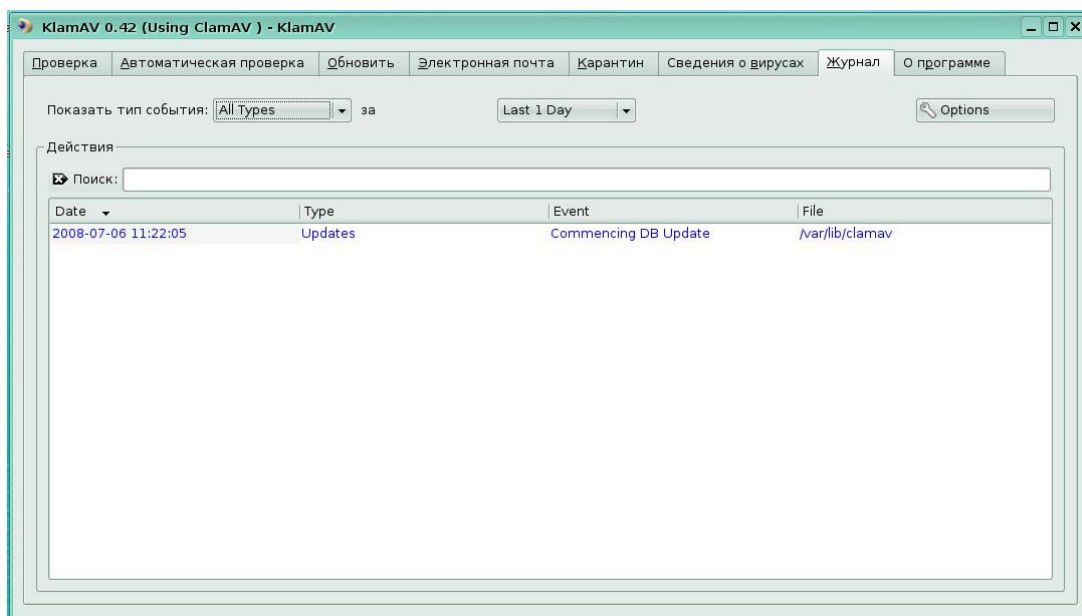 KlamAV 0.42 (Using ClamAV ) - KlamAV
Проверка Автоматическая проверка Обновить Электронная почта Карантин Сведения о вирусах Журнал О программе
Показать тип события: All Types за Last 1 Day Options
Действия
Поиск:
Date Type Event File
2008-07-06 11:22:05 Updates Commencing DB Update /var/lib/clamav